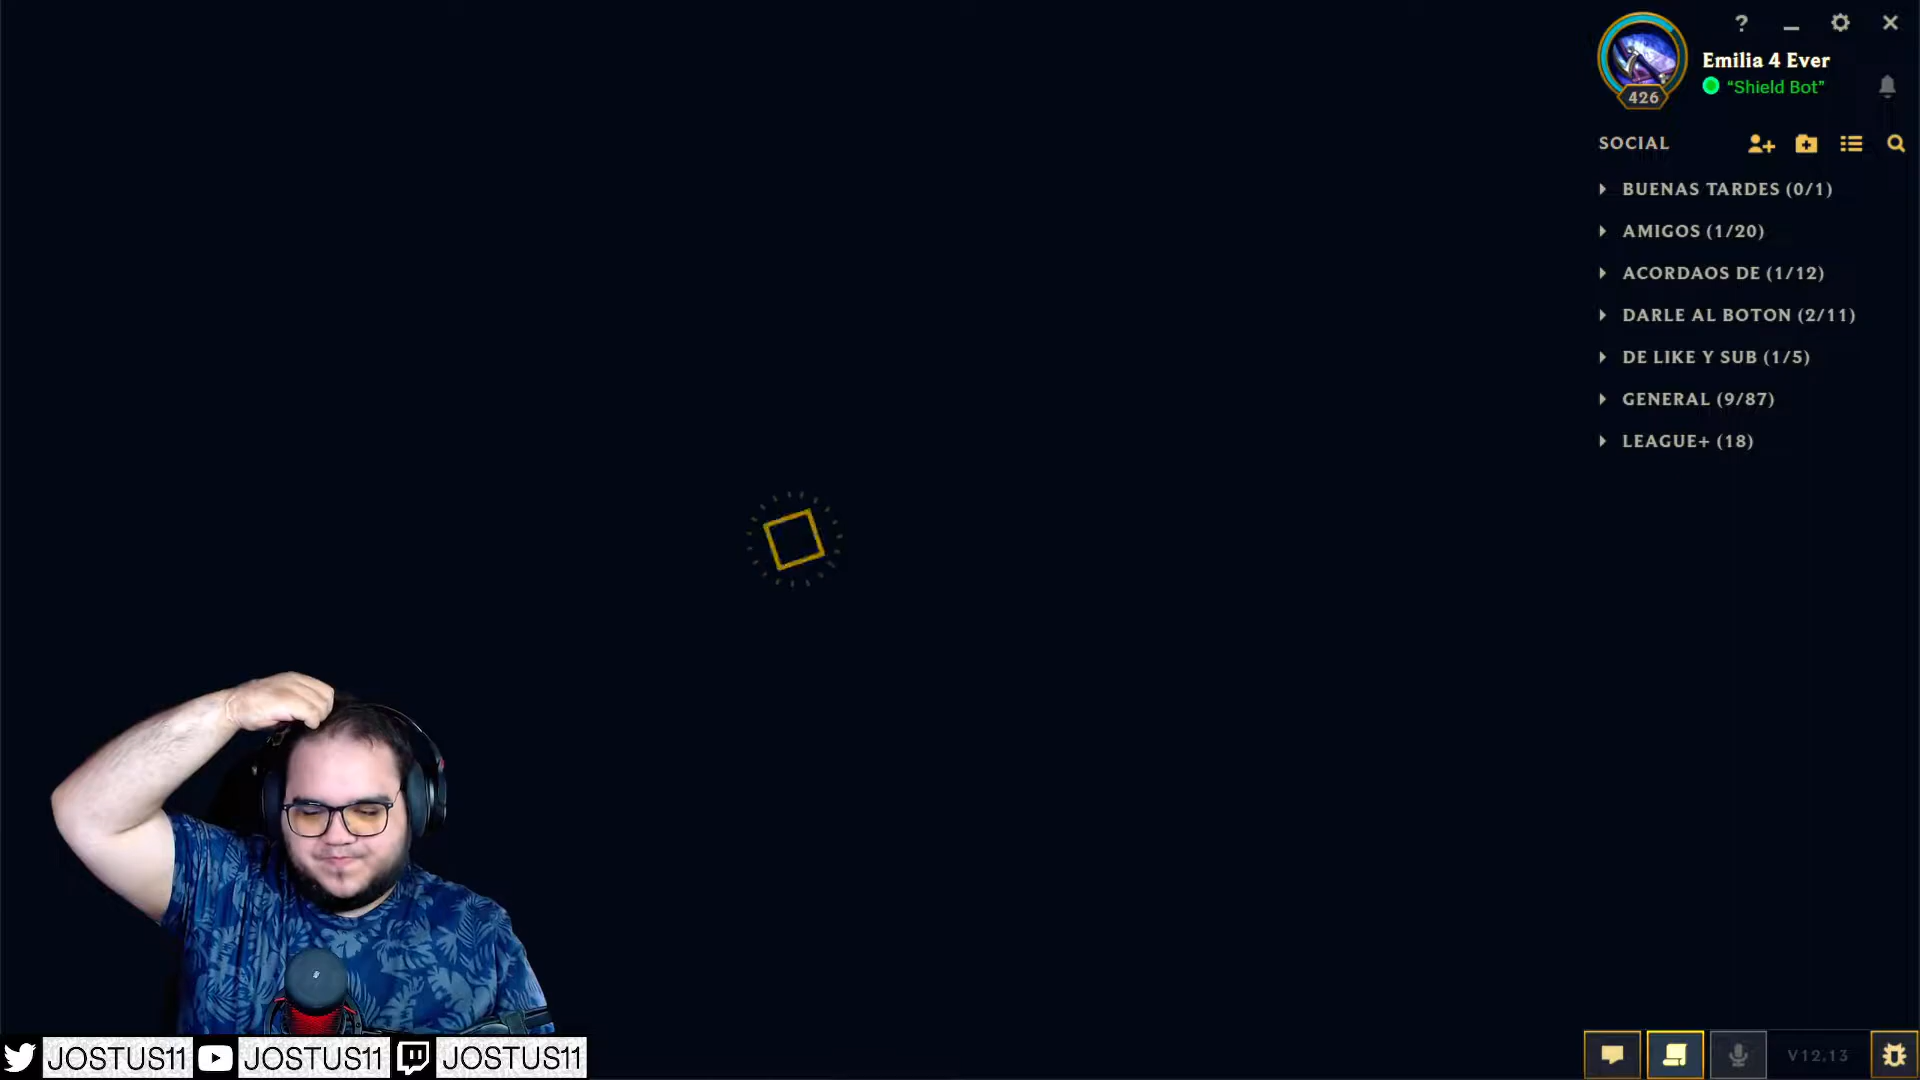 ?
Emilia 4 Ever
“Shield Bot”
426
SOCIAL
BUENAS TARDES (0/1)
AMIGOS (1/20)
ACORDAOS DE (1/12)
DARLE AL BOTON (2/11)
DE LIKE Y SUB (1/5)
GENERAL (9/87)
LEAGUE+ (18)
JOSTUS11 JOSTUS11 JOSTUS11
V12.13